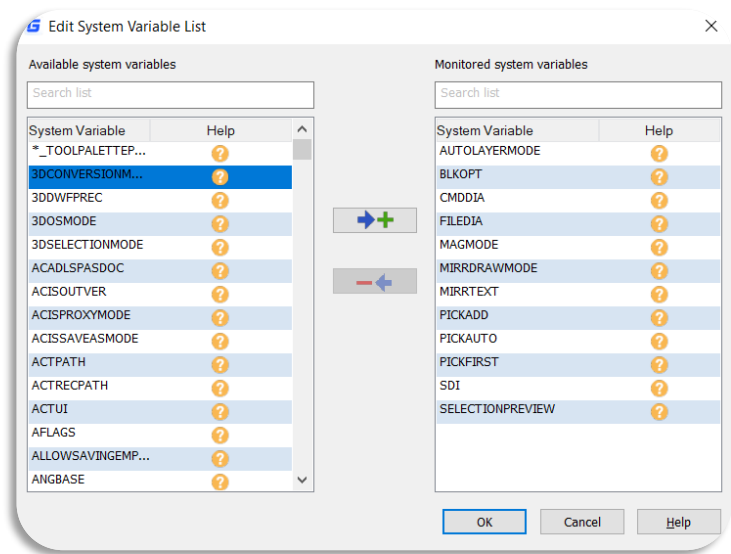 G Edit System Variable List
Available system variables
Search list
System Variable Help
*_TOOLPALETTEP... ?
3DCONVERSIONM... ?
3DDWFPREC ?
3DOSMODE ?
3DSELECTIONMODE ?
ACADLSPASDOC ?
ACISOUTVER ?
ACISPROXYMODE ?
ACISSAVEASMODE ?
ACTPATH ?
ACTRECPATH ?
ACTUI ?
AFLAGS ?
ALLOWSAVINGEMP... ?
ANGBASE ?
Monitored system variables
Search list
System Variable Help
AUTOLAYERMODE ?
BLKOPT ?
CMDDIA ?
FILEDIA ?
MAGMODE ?
MIRRDRAWMODE ?
MIRRTEXT ?
PICKADD ?
PICKAUTO ?
PICKFIRST ?
SDI ?
SELECTIONPREVIEW ?
OK Cancel Help